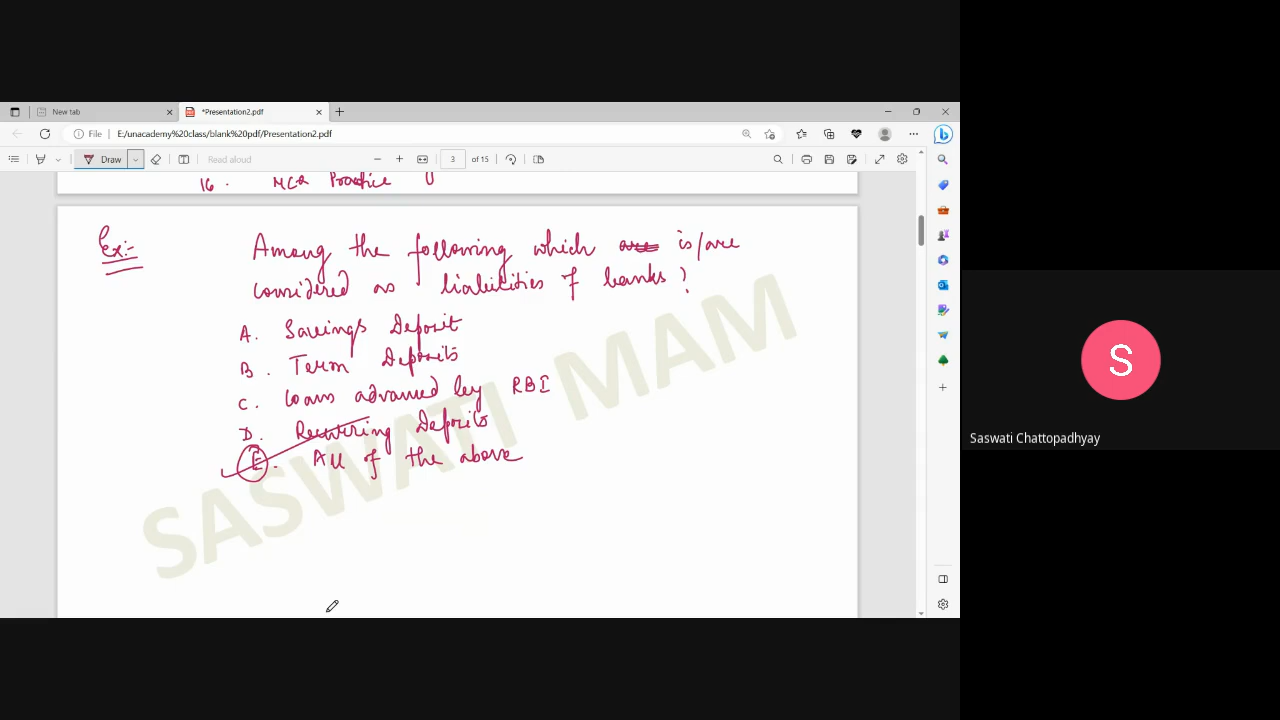 New tab
*Presentation2.pdf
File
E:/unacademy%20class/blank%20pdf/Presentation2.pdf
Draw
Read aloud
3
of 15
16. MCQ Practice
Ex:-
Among the following which are is/are
considered as liabilities of banks?
A. Savings Deposit
B. Term Deposits
C. Loans advanced by RBI
D. Recurring Deposits
E. All of the above
SASWATI MAM
S
Saswati Chattopadhyay